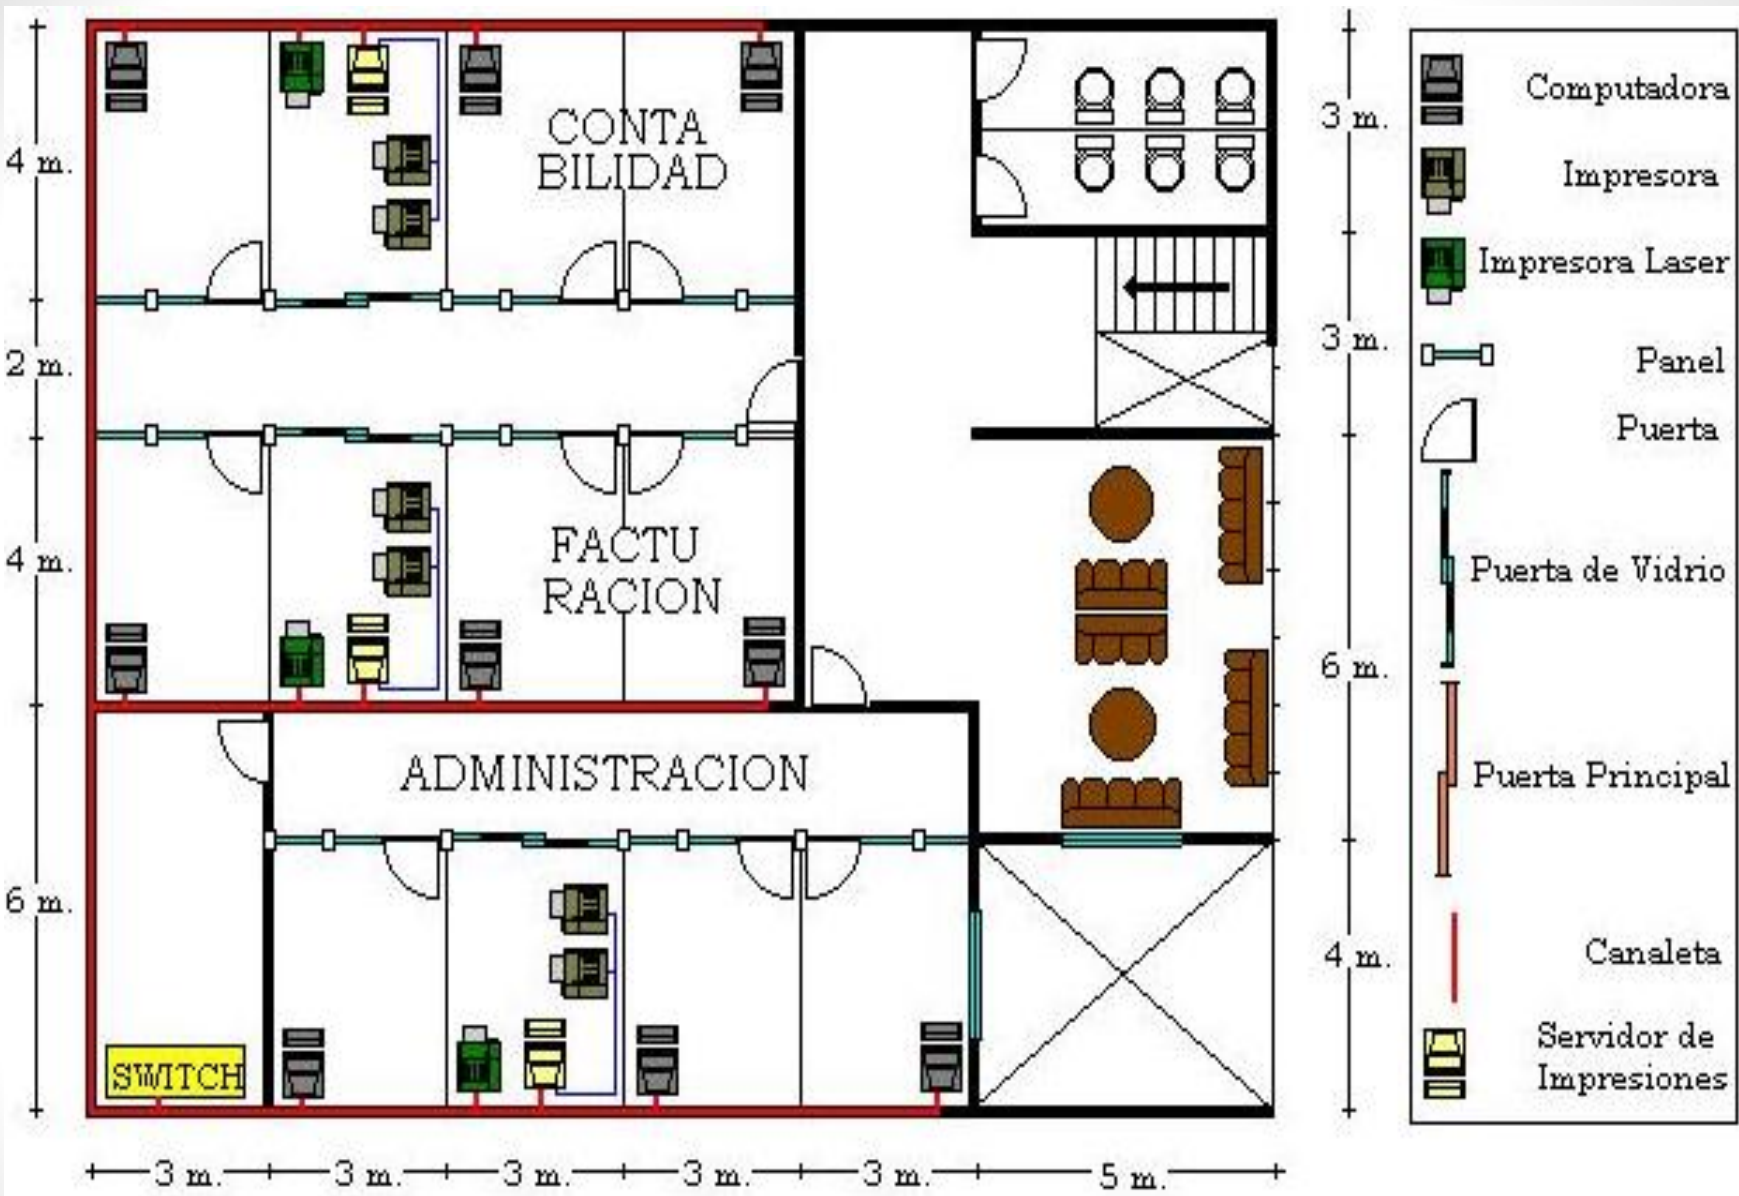 CONTA
BILIDAD
4 m.
2 m.
FACTU
RACION
4 m.
ADMINISTRACION
6 m.
SWITCH
3 m.
3 m.
3 m.
3 m.
3 m.
5 m.
3 m.
3 m.
6 m.
4 m.
Computadora
Impresora
Impresora Laser
Panel
Puerta
Puerta de Vidrio
Puerta Principal
Canaleta
Servidor de
Impresiones